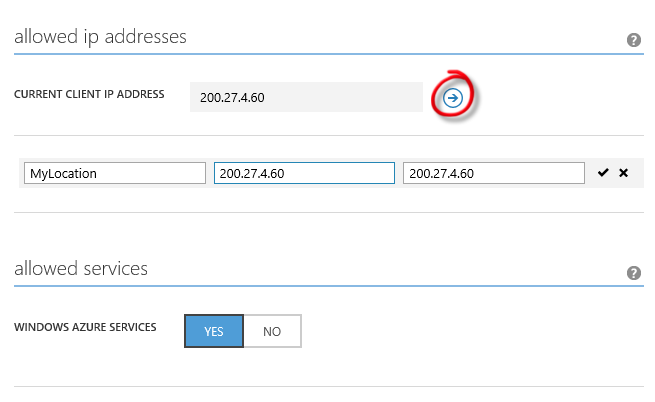 allowed ip addresses
?
CURRENT CLIENT IP ADDRESS 200.27.4.60
MyLocation 200.27.4.60 200.27.4.60
allowed services
?
WINDOWS AZURE SERVICES YES NO